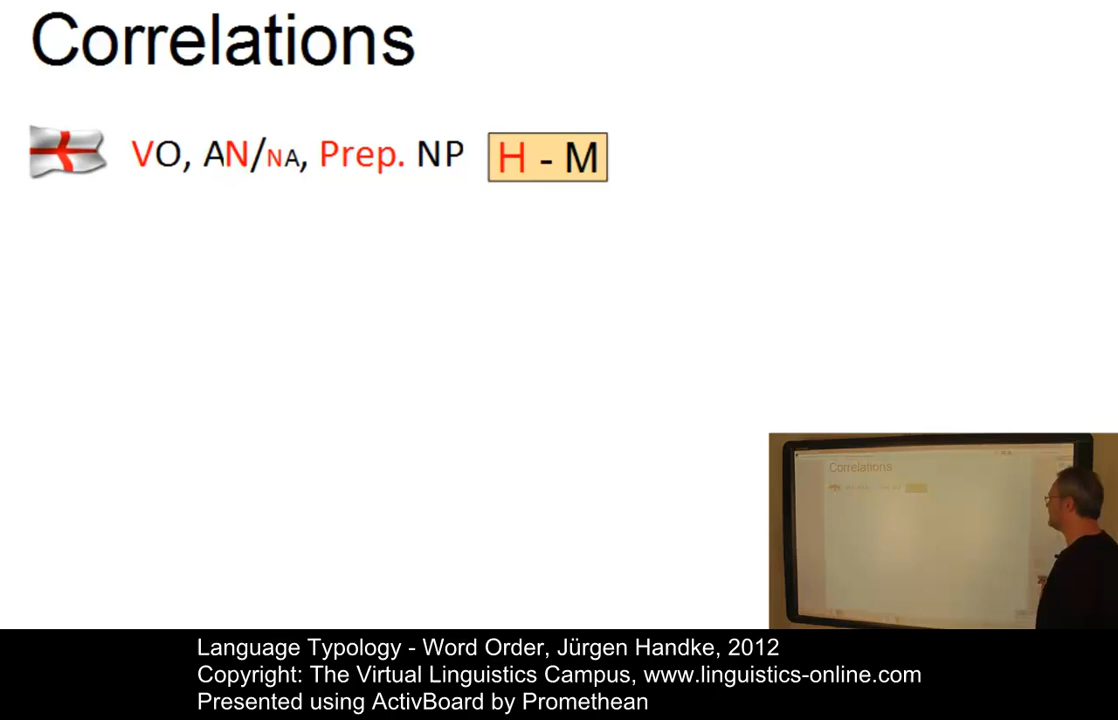 Correlations
VO, AN/NA, Prep. NP H - M
Correlations
Language Typology - Word Order, Jürgen Handke, 2012
Copyright: The Virtual Linguistics Campus, www.linguistics-online.com
Presented using ActivBoard by Promethean